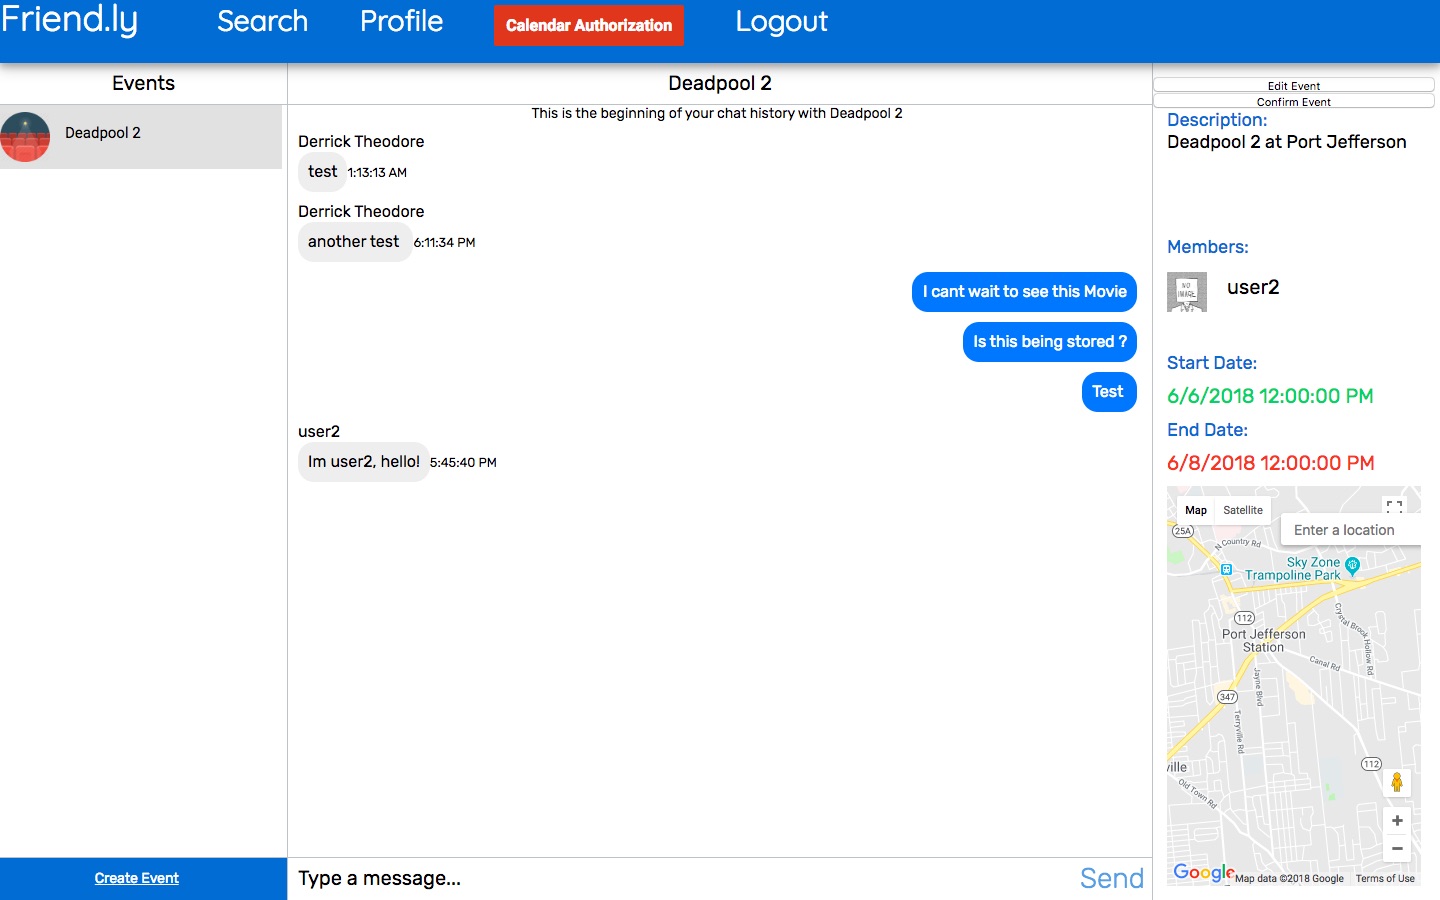 Friend.ly
Search
Profile
Calendar Authorization
Logout
Events
Deadpool 2
Create Event
Deadpool 2
This is the beginning of your chat history with Deadpool 2
Derrick Theodore
test 1:13:13 AM
Derrick Theodore
another test 6:11:34 PM
I cant wait to see this Movie
Is this being stored ?
Test
user2
Im user2, hello! 5:45:40 PM
Type a message...
Send
Edit Event
Confirm Event
Description:
Deadpool 2 at Port Jefferson
Members:
NO
IMAGE
user2
Start Date:
6/6/2018 12:00:00 PM
End Date:
6/8/2018 12:00:00 PM
Map
Satellite
Enter a location
25A
N Country Rd
Sky Zone
Trampoline Park
112
Crystal Brook
Hollow Rd
Port Jefferson
Station
Canal Rd
Jayne Blvd
347
Terryville Rd
112
ville
Old Town Rd
+
−
Google
Map data ©2018 Google
Terms of Use